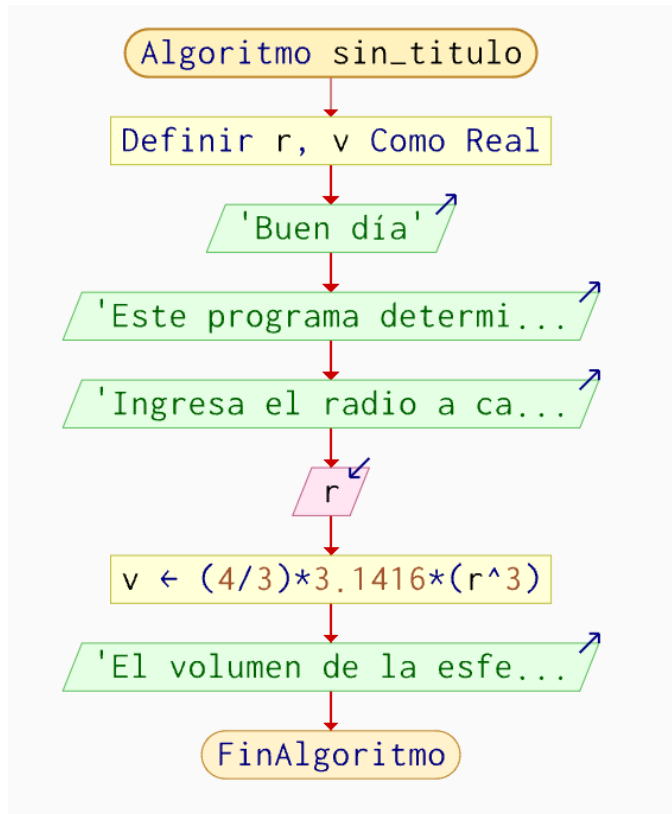 Algoritmo sin_titulo
Definir r, v Como Real
'Buen día'
'Este programa determi...
'Ingresa el radio a ca...
r
v ← (4/3)*3.1416*(r^3)
'El volumen de la esfe...
FinAlgoritmo